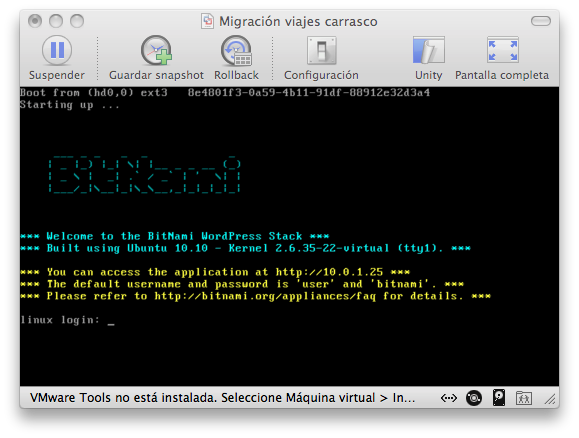 Migración viajes carrasco
Suspender Guardar snapshot Rollback Configuración Unity Pantalla completa
Boot from (hd0,0) ext3   8e4801f3-0a59-4b11-91df-88912e32d3a4
Starting up ...
BitNami
*** Welcome to the BitNami WordPress Stack ***
*** Built using Ubuntu 10.10 - Kernel 2.6.35-22-virtual (tty1). ***
*** You can access the application at http://10.0.1.25 ***
*** The default username and password is 'user' and 'bitnami'. ***
*** Please refer to http://bitnami.org/appliances/faq for details. ***
linux login: _
VMware Tools no está instalada. Seleccione Máquina virtual > In...